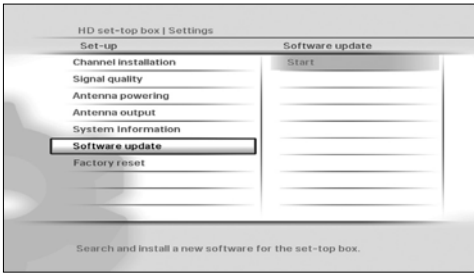 HD set-top box | Settings
Set-up
Software update
Channel installation
Start
Signal quality
Antenna powering
Antenna output
System Information
Software update
Factory reset
Search and install a new software for the set-top box.